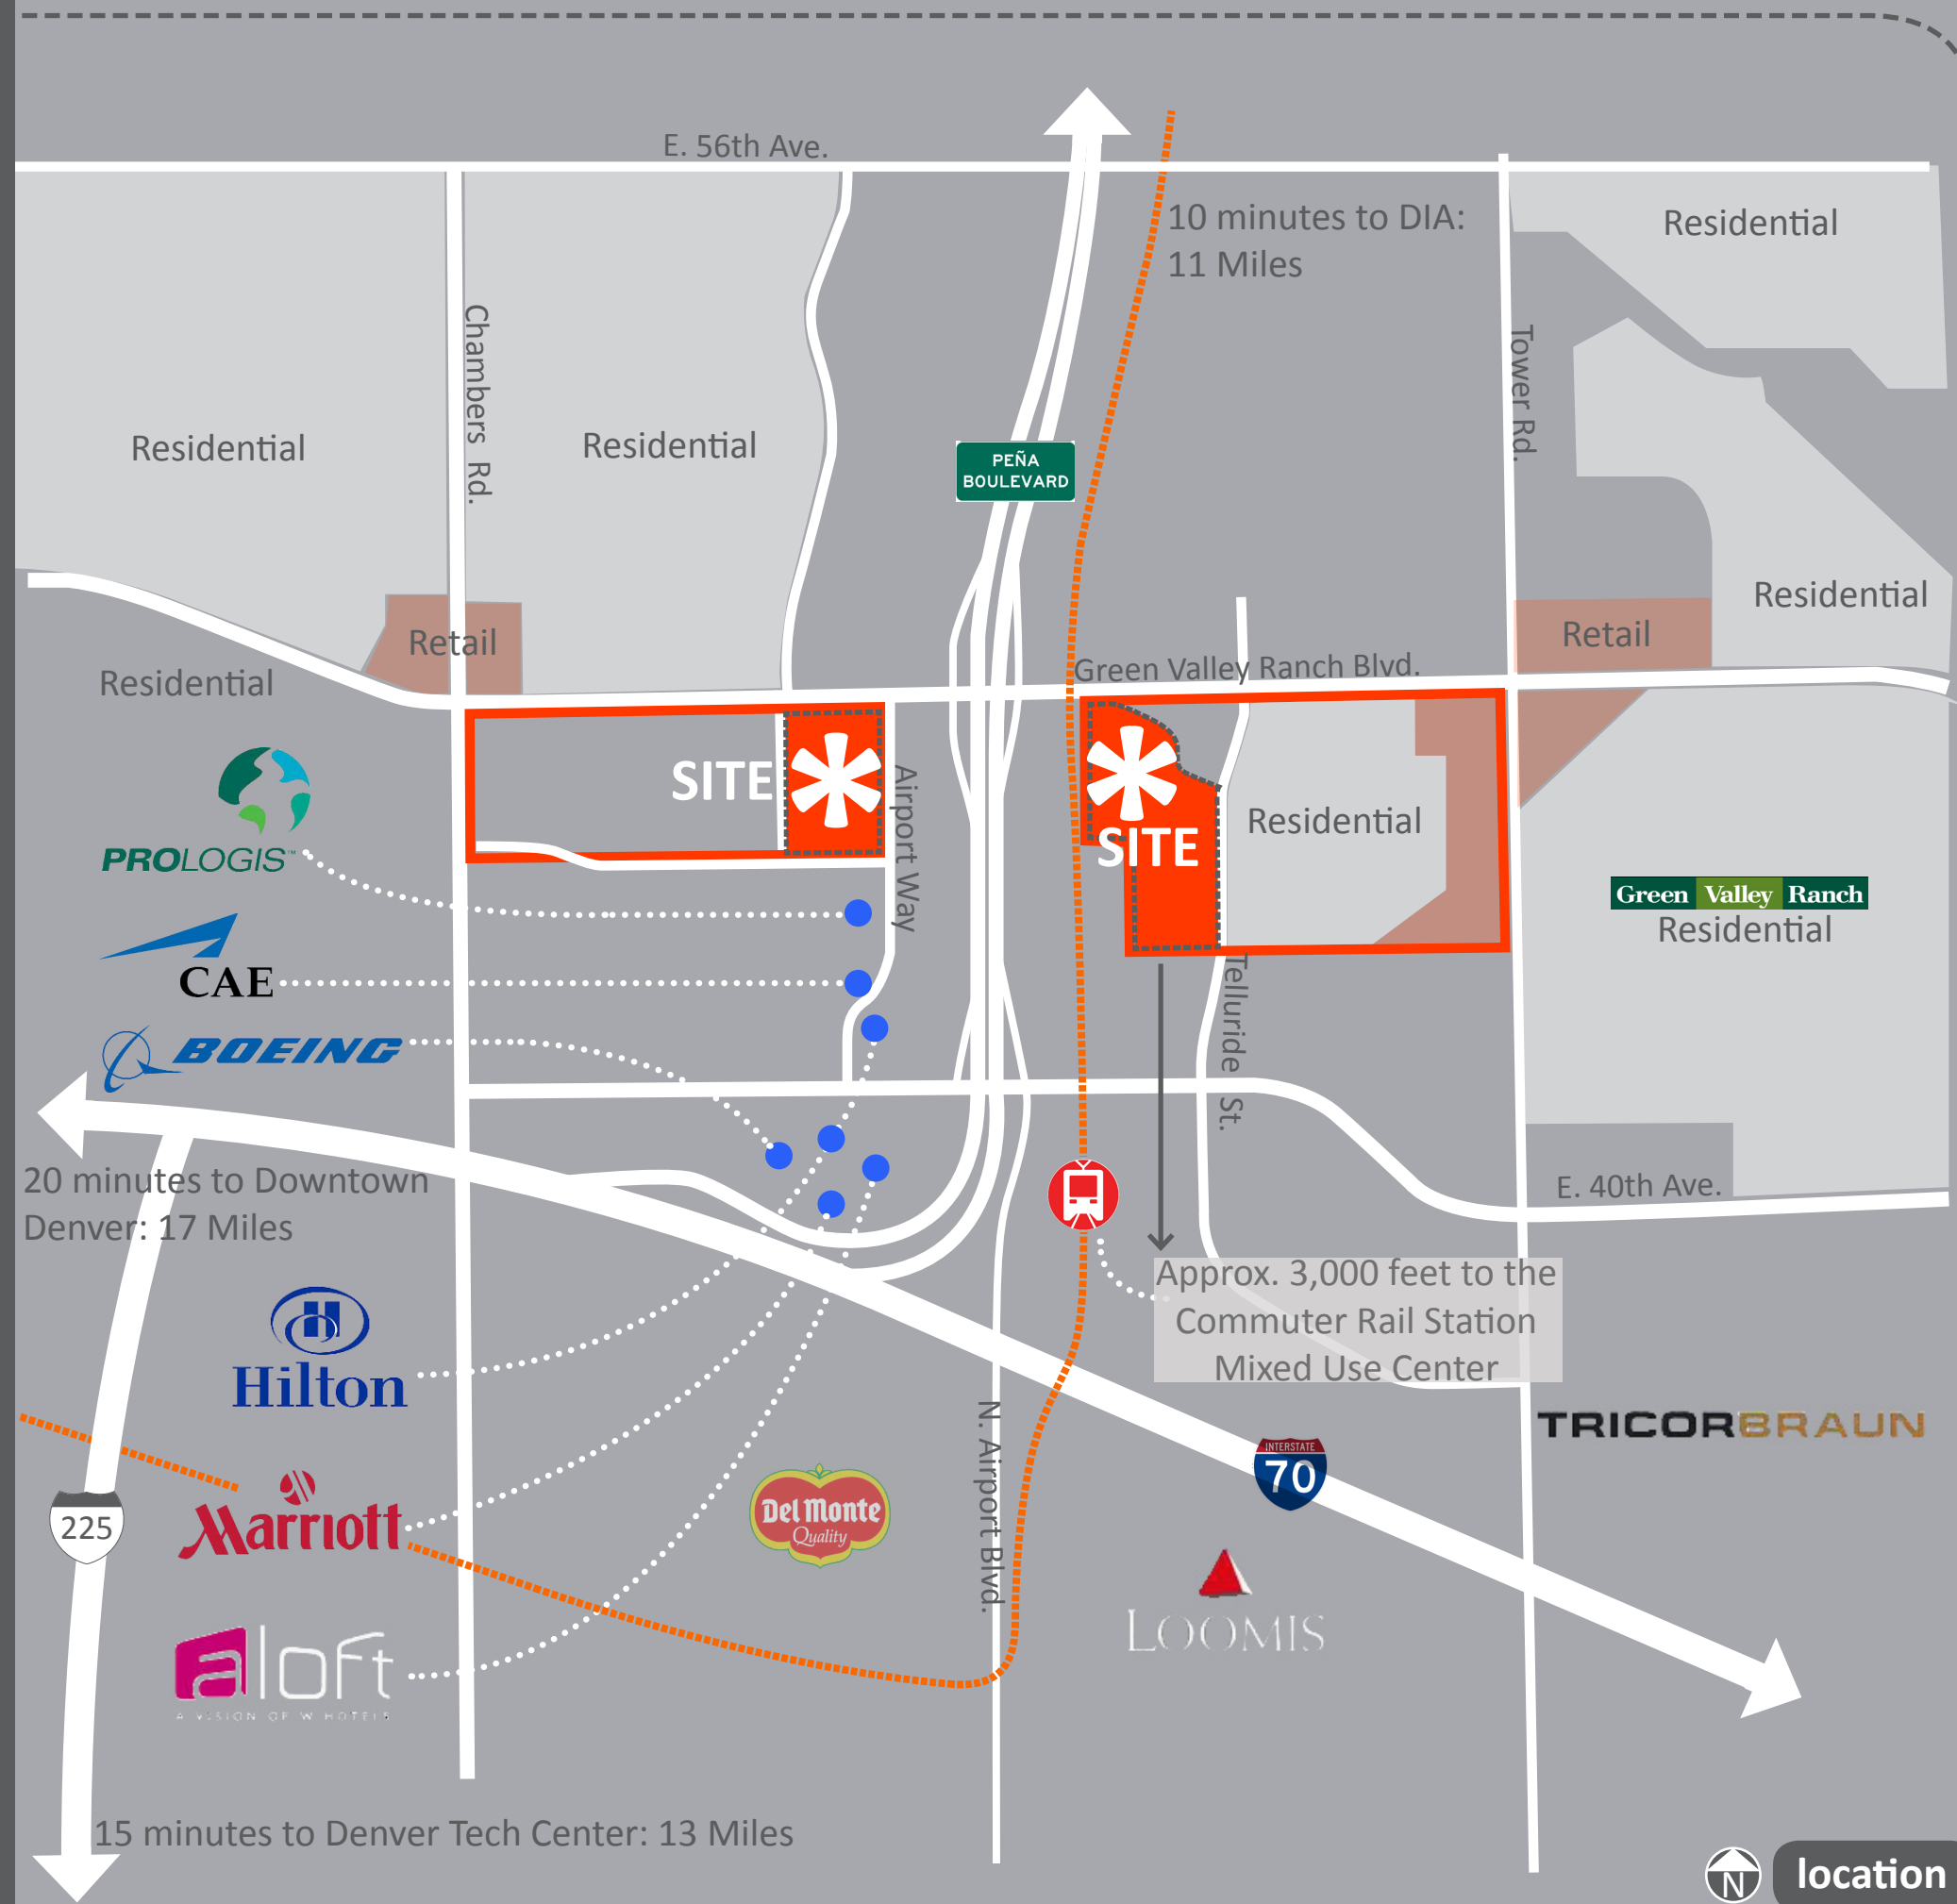 E. 56th Ave.
10 minutes to DIA:
11 Miles
Residential
Chambers Rd.
Tower Rd.
Residential
Residential
PEÑA
BOULEVARD
Residential
Retail
Retail
Residential
Green Valley Ranch Blvd.
SITE
Airport Way
SITE
Residential
PROLOGIS™
Green Valley Ranch
Residential
CAE
BOEING
Telluride St.
20 minutes to Downtown
Denver: 17 Miles
E. 40th Ave.
Approx. 3,000 feet to the
Commuter Rail Station
Mixed Use Center
H
Hilton
N. Airport Blvd.
TRICORBRAUN
INTERSTATE
70
225
Marriott
Del Monte
Quality
LOOMIS
aloft
A VISION OF W HOTELS
15 minutes to Denver Tech Center: 13 Miles
N
location